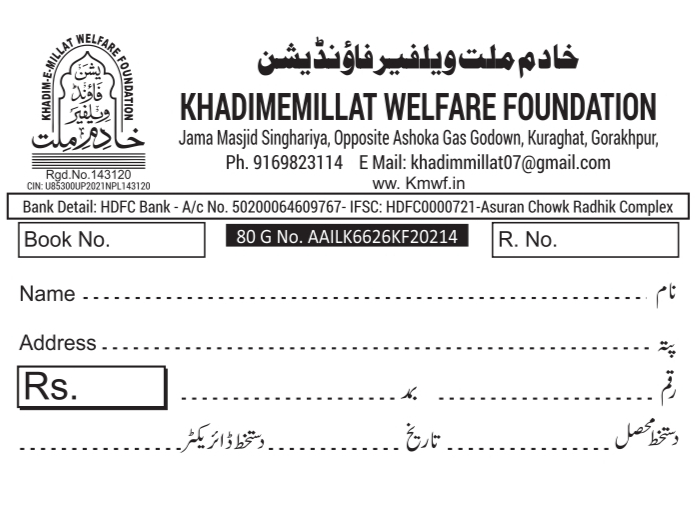 KHADIM-E-MILLAT WELFARE FOUNDATION
خادم ملت
ویلفیر
فاؤنڈیشن
Rgd.No.143120
CIN: U85300UP2021NPL143120
خادم ملت ویلفیر فاؤنڈیشن
KHADIMEMILLAT WELFARE FOUNDATION
Jama Masjid Singhariya, Opposite Ashoka Gas Godown, Kuraghat, Gorakhpur,
Ph. 9169823114 E Mail: khadimmillat07@gmail.com
ww. Kmwf.in
Bank Detail: HDFC Bank - A/c No. 50200064609767- IFSC: HDFC0000721-Asuran Chowk Radhik Complex
Book No. 80 G No. AAILK6626KF20214 R. No.
Name نام
Address پتہ
Rs. رقم بمد
دستخط محصل تاریخ دستخط ڈائریکٹر